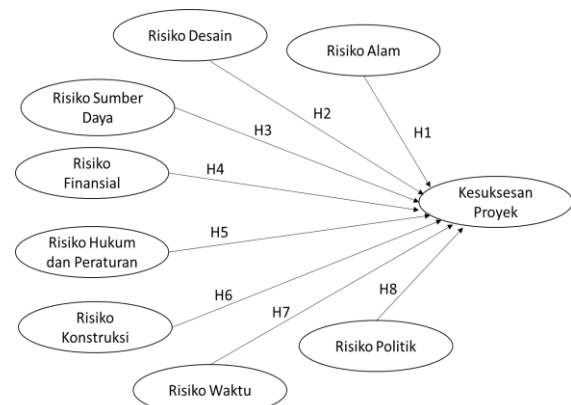 Risiko Desain
Risiko Alam
Risiko Sumber
Daya
H2
H1
H3
Risiko
Finansial
H4
Kesuksesan
Proyek
Risiko Hukum
dan Peraturan
H5
H6
H7
H8
Risiko
Konstruksi
Risiko Politik
Risiko Waktu